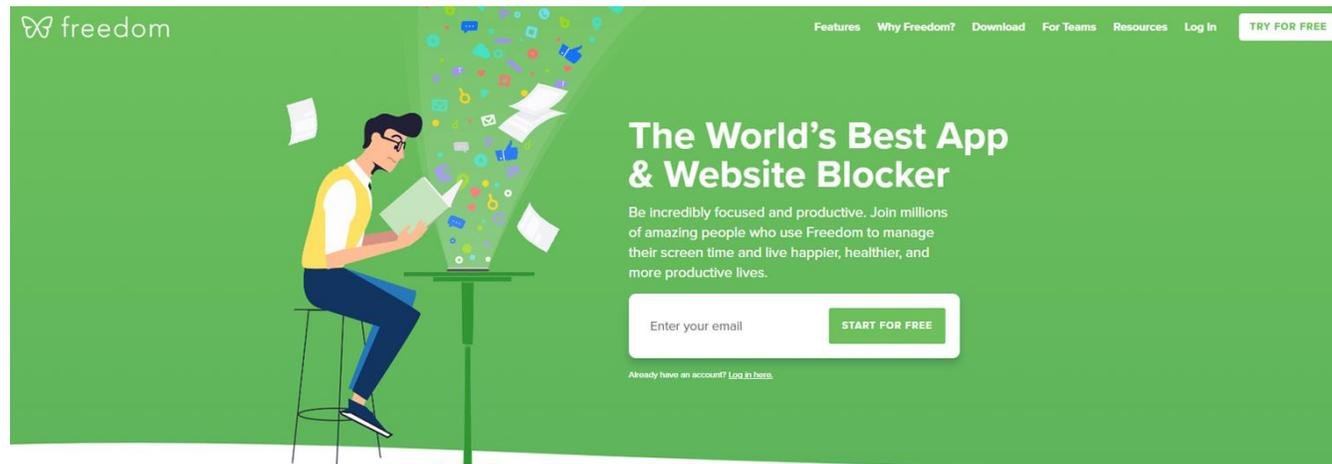 freedom
Features Why Freedom? Download For Teams Resources Log In TRY FOR FREE
The World's Best App
& Website Blocker
Be incredibly focused and productive. Join millions
of amazing people who use Freedom to manage
their screen time and live happier, healthier, and
more productive lives.
Enter your email START FOR FREE
Already have an account? Log in here.